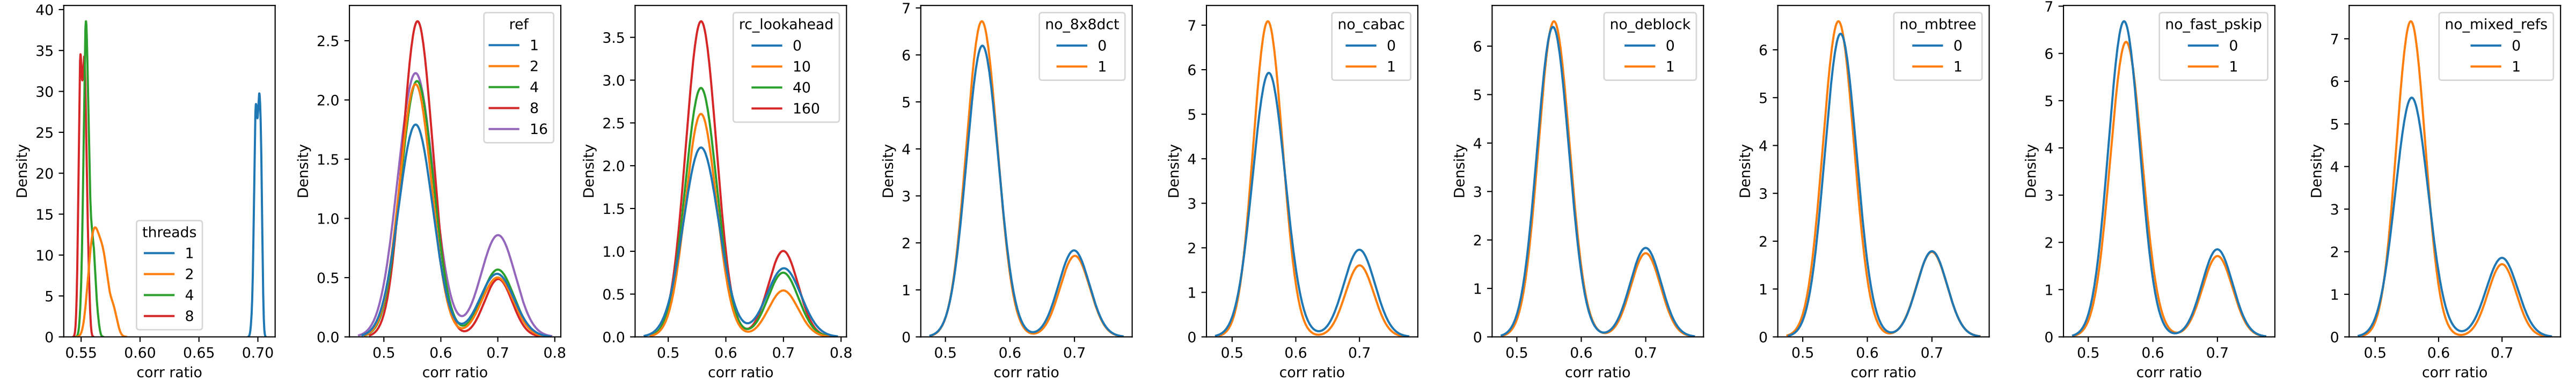 Density
40
35
30
25
20
15
10
5
0
threads
1
2
4
8
0.55 0.60 0.65 0.70
corr ratio
Density
2.5
2.0
1.5
1.0
0.5
0.0
ref
1
2
4
8
16
0.5 0.6 0.7 0.8
corr ratio
Density
3.5
3.0
2.5
2.0
1.5
1.0
0.5
0.0
rc_lookahead
0
10
40
160
0.5 0.6 0.7 0.8
corr ratio
Density
7
6
5
4
3
2
1
0
no_8x8dct
0
1
0.5 0.6 0.7
corr ratio
Density
7
6
5
4
3
2
1
0
no_cabac
0
1
0.5 0.6 0.7
corr ratio
Density
6
5
4
3
2
1
0
no_deblock
0
1
0.5 0.6 0.7
corr ratio
Density
6
5
4
3
2
1
0
no_mbtree
0
1
0.5 0.6 0.7
corr ratio
Density
7
6
5
4
3
2
1
0
no_fast_pskip
0
1
0.5 0.6 0.7
corr ratio
Density
7
6
5
4
3
2
1
0
no_mixed_refs
0
1
0.5 0.6 0.7
corr ratio